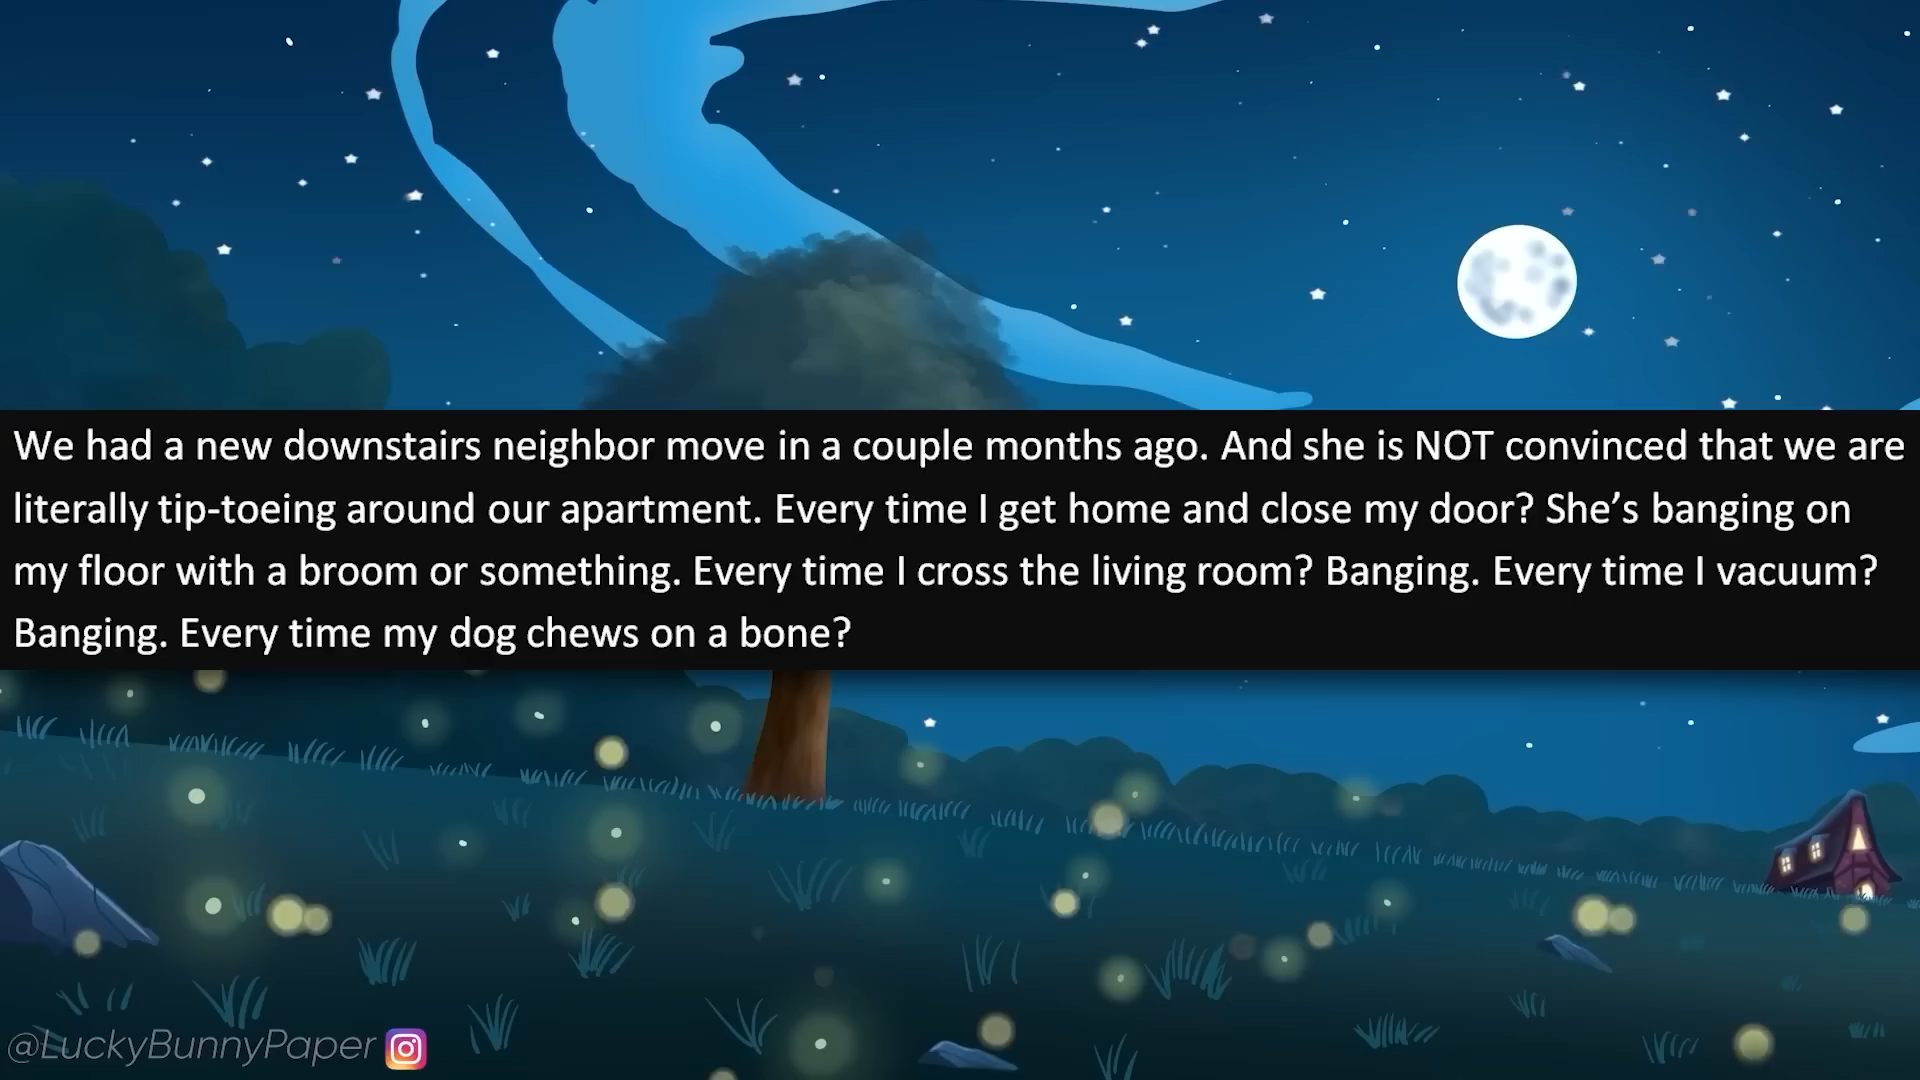 We had a new downstairs neighbor move in a couple months ago. And she is NOT convinced that we are
literally tip-toeing around our apartment. Every time I get home and close my door? She’s banging on
my floor with a broom or something. Every time I cross the living room? Banging. Every time I vacuum?
Banging. Every time my dog chews on a bone?
@LuckyBunnyPaper